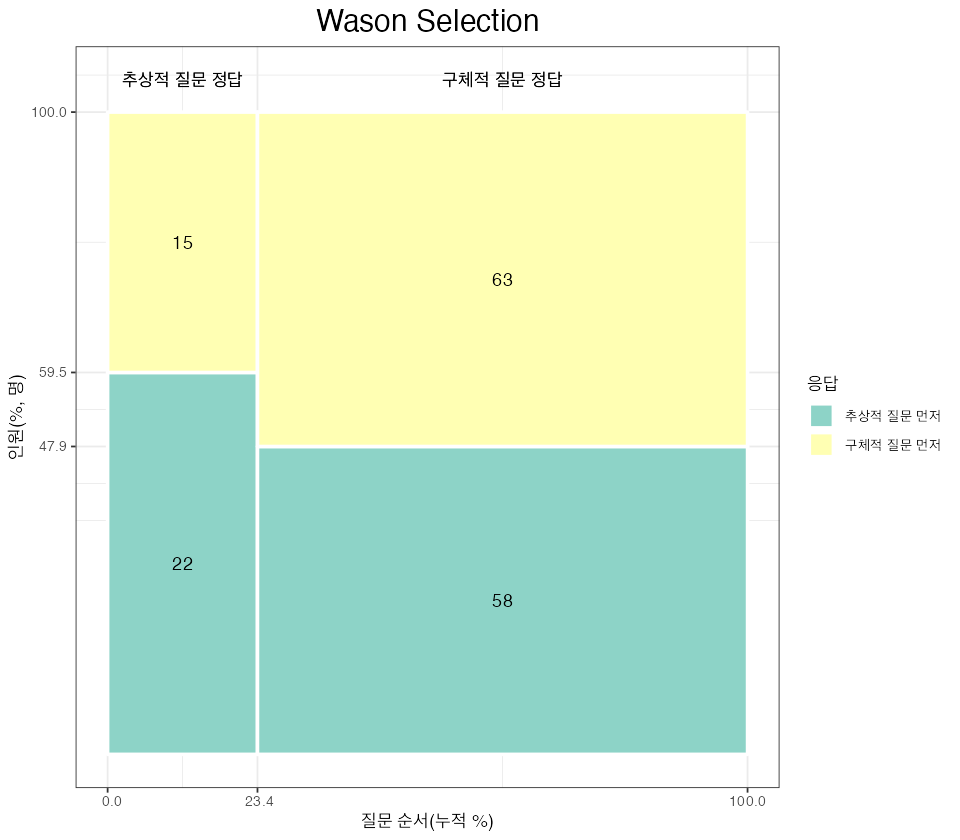 Wason Selection
추상적 질문 정답 구체적 질문 정답
100.0
15
63
59.5
응답
추상적 질문 먼저
인원(%, 명)
47.9
구체적 질문 먼저
22
58
0.0 23.4 100.0
질문 순서(누적 %)